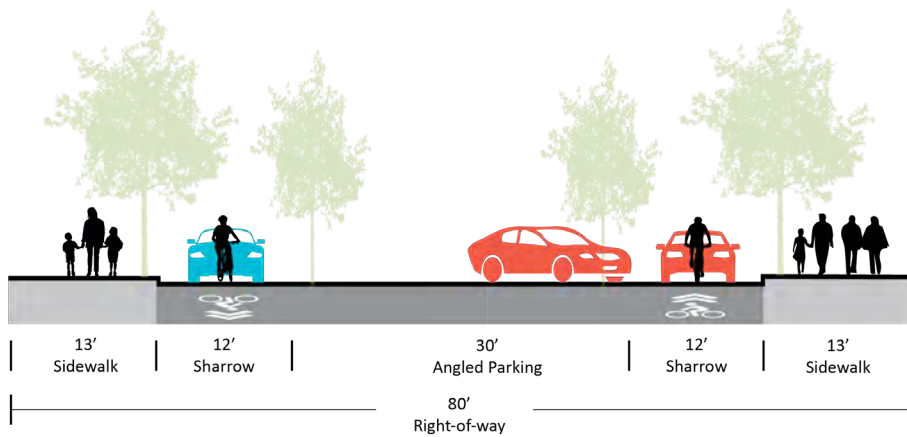 13’
Sidewalk
12’
Sharrow
30’
Angled Parking
12’
Sharrow
13’
Sidewalk
80’
Right-of-way